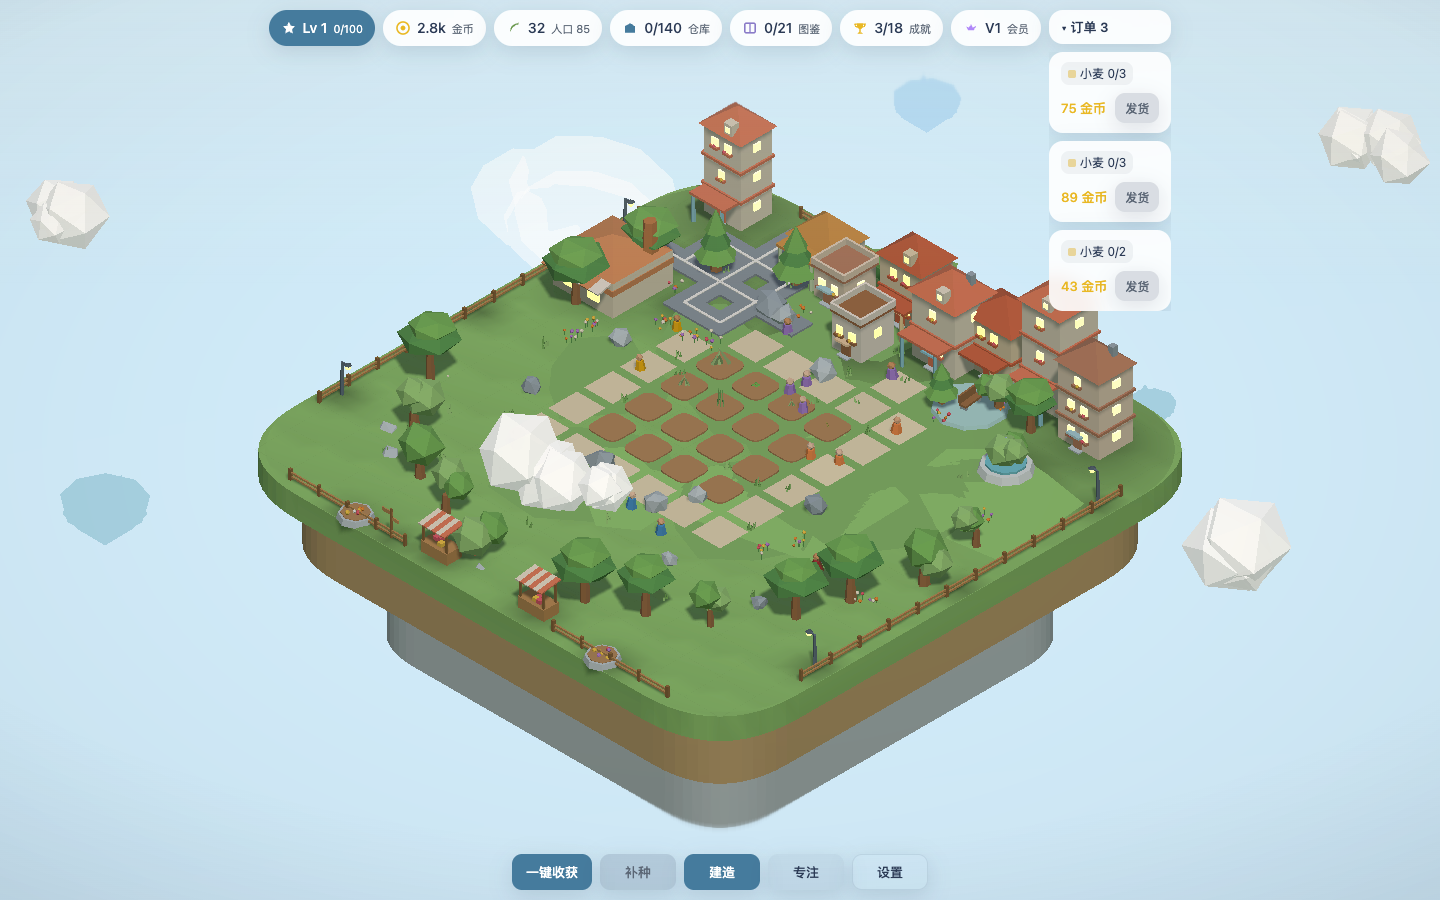 Lv 1 0/100
2.8k 金币
32 人口 85
0/140 仓库
0/21 图鉴
3/18 成就
V1 会员
▾ 订单 3
小麦 0/3
75 金币 发货
小麦 0/3
89 金币 发货
小麦 0/2
43 金币 发货
一键收获 补种 建造 专注 设置